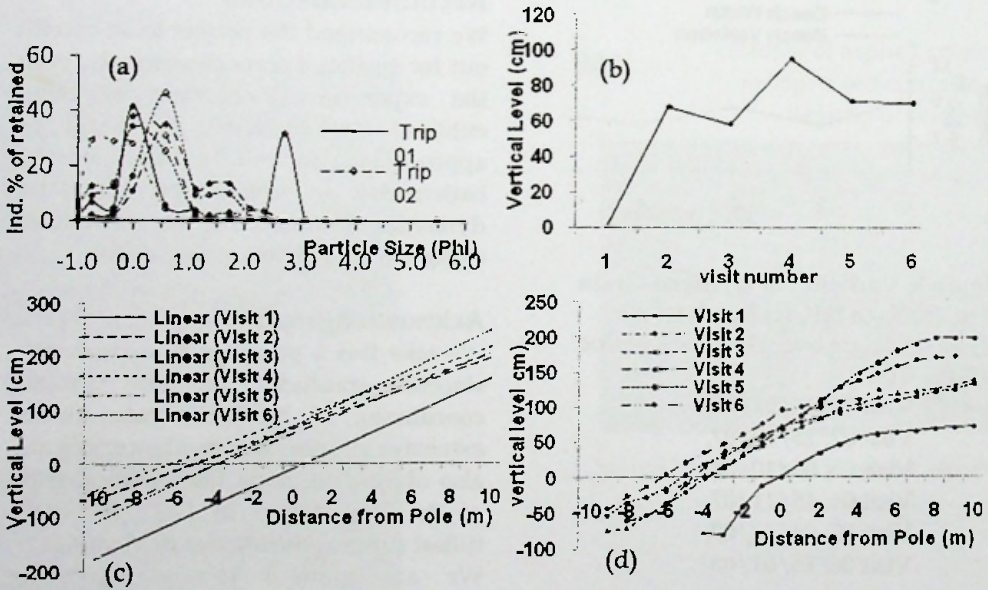 (a)
60
40
20
0
Ind. % of retained
Trip 01
Trip 02
Particle Size (Phi)
-1.0 0.0 1.0 2.0 3.0 4.0 5.0 6.0
(b)
120
100
80
60
40
20
0
Vertical Level (cm)
1 2 3 4 5 6
visit number
300
200
100
0
-100
-200
Vertical Level (cm)
Linear (Visit 1)
Linear (Visit 2)
Linear (Visit 3)
Linear (Visit 4)
Linear (Visit 5)
Linear (Visit 6)
-10 -8 -6 -4 -2 0 2 4 6 8 10
Distance from Pole (m)
(c)
250
200
150
100
50
0
-50
-100
Vertical level (cm)
Visit 1
Visit 2
Visit 3
Visit 4
Visit 5
Visit 6
-10 -8 -6 -4 -2 0 2 4 6 8 10
Distance from Pole (m)
(d)